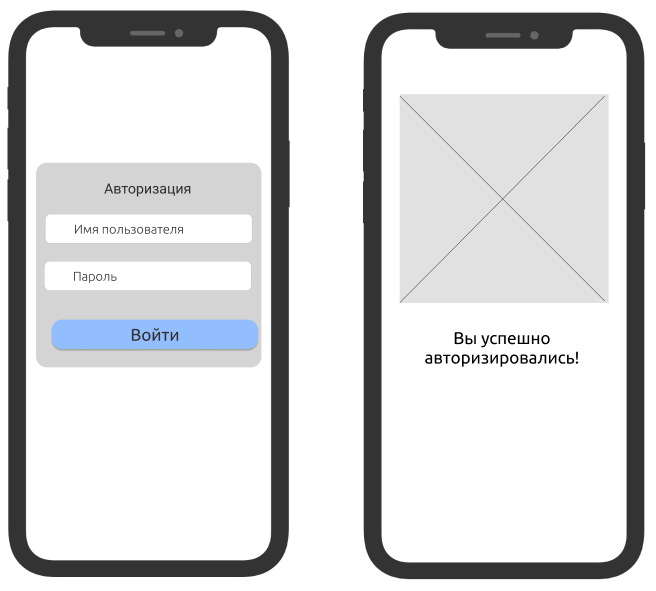 Авторизация
Имя пользователя
Пароль
Войти
Вы успешно
авторизировались!